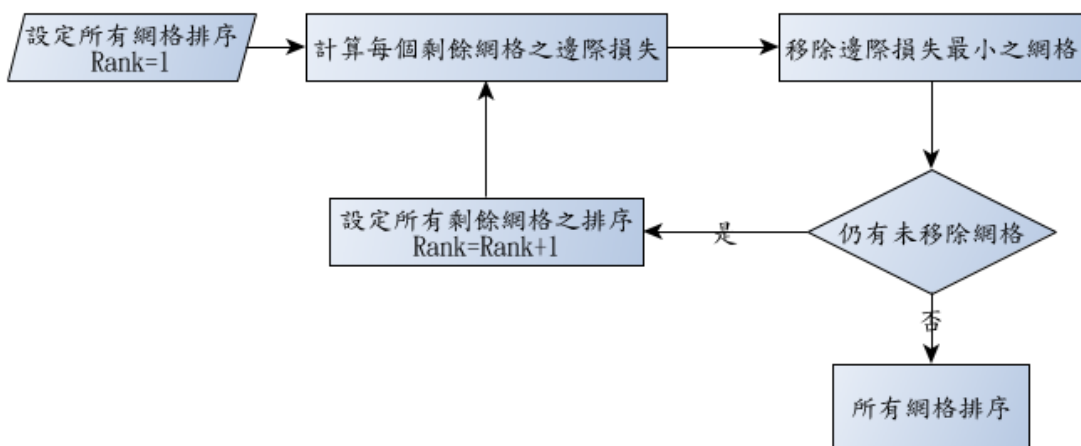 設定所有網格排序
Rank=1
計算每個剩餘網格之邊際損失
移除邊際損失最小之網格
仍有未移除網格
是
設定所有剩餘網格之排序
Rank=Rank+1
否
所有網格排序